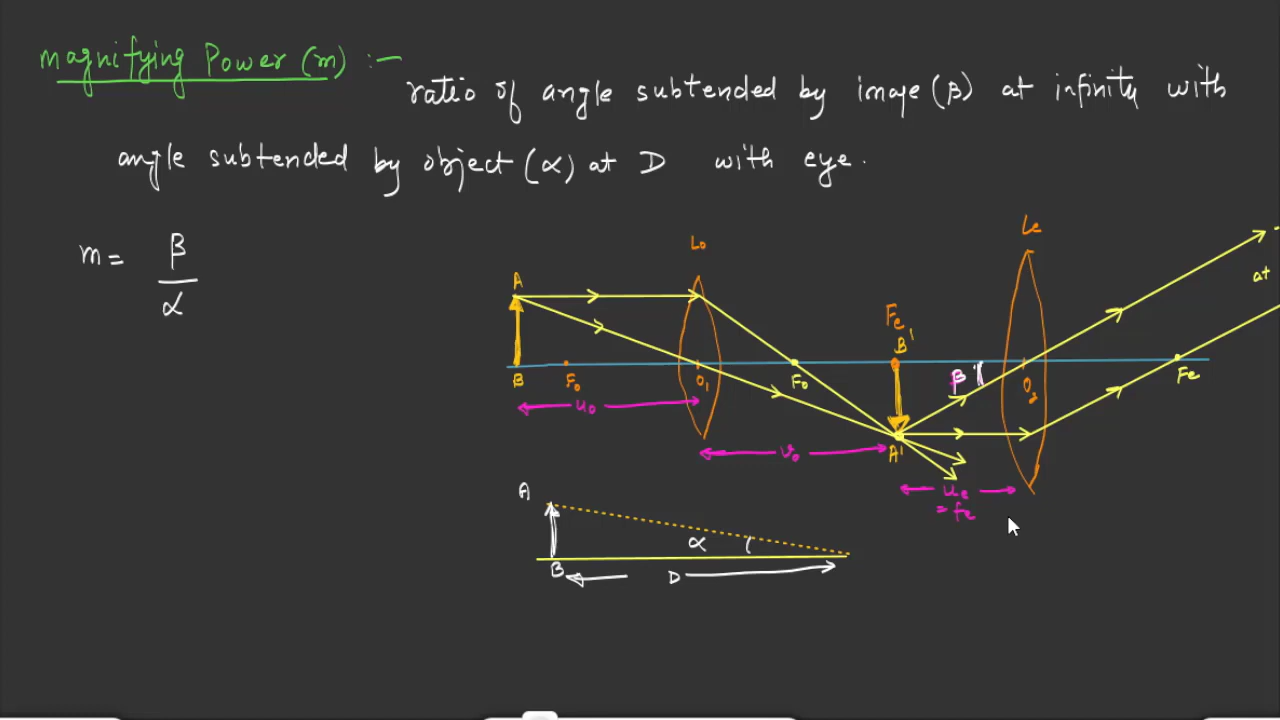 magnifying Power (m) :-
ratio of angle subtended by image (β) at infinity with
angle subtended by object (α) at D with eye.
m = β / α
Lo
Le
A
at
Fe
B'
B
Fo
O1
Fo
β
O2
Fe
uo
vo
A'
ue
= fe
A
α
B
D